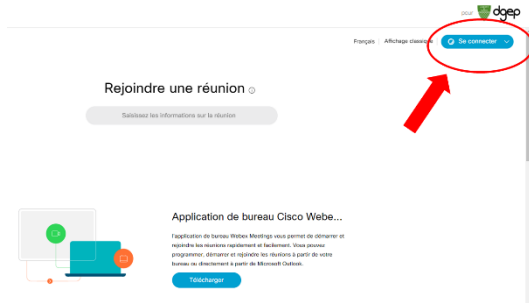 pour dgep
Français | Affichage classique | Se connecter
Rejoindre une réunion
Saisissez les informations sur la réunion
Application de bureau Cisco Webe...
l'application de bureau Webex Meetings vous permet de démarrer et
rejoindre les réunions rapidement et facilement. Vous pouvez
programmer, démarrer et rejoindre les réunions à partir de votre
bureau ou directement à partir de Microsoft Outlook.
Télécharger